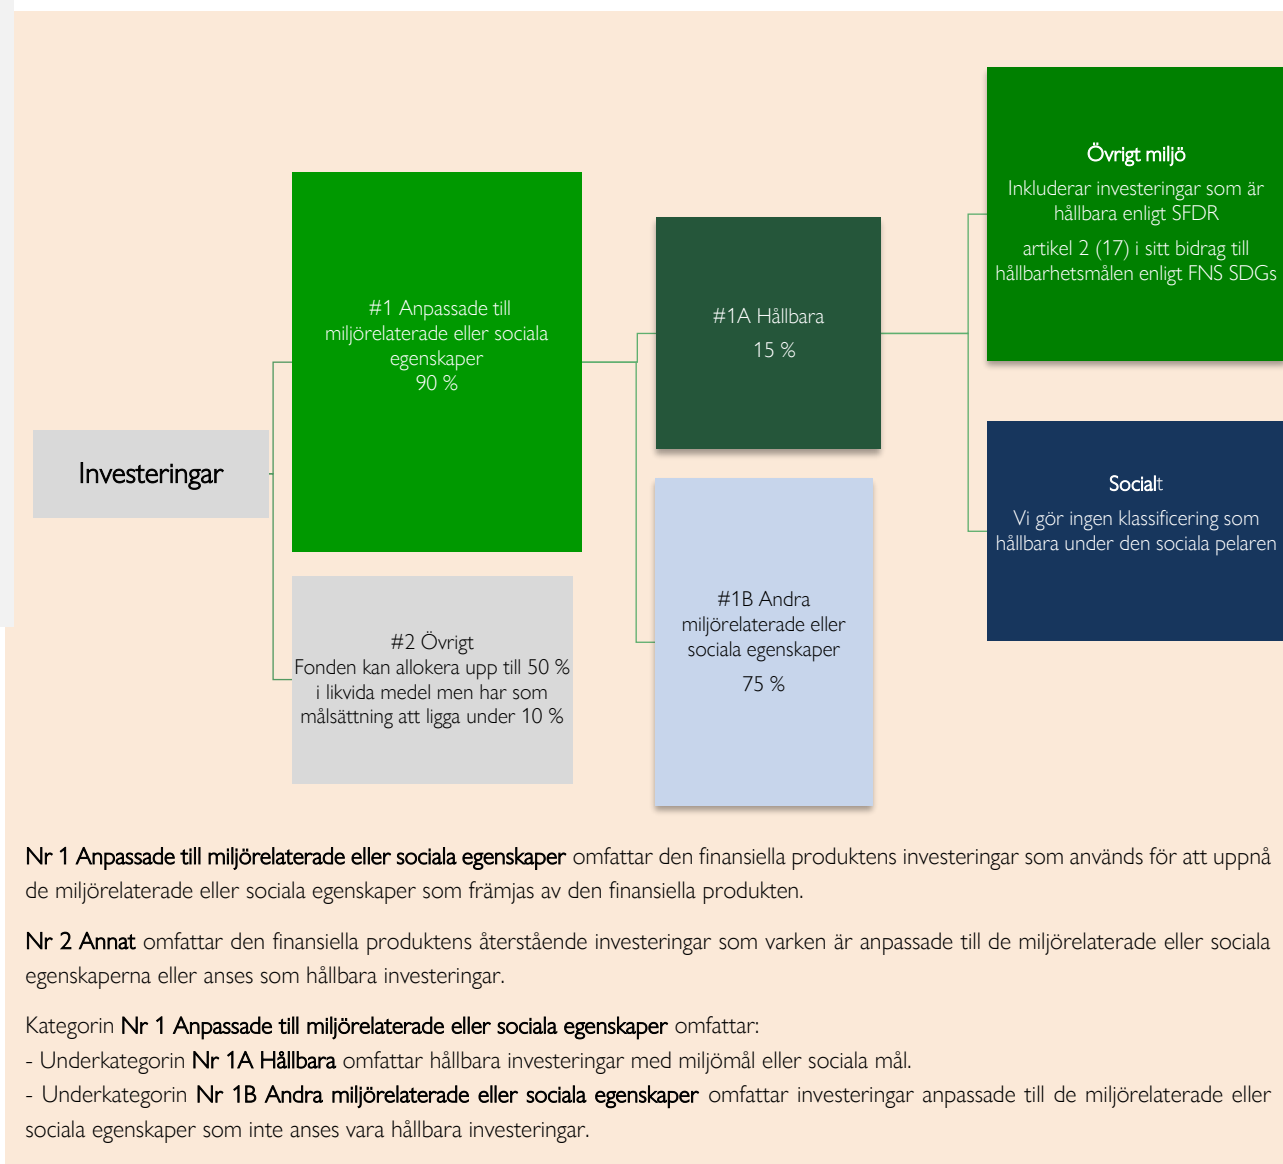 Investeringar
#1 Anpassade till
miljörelaterade eller sociala
egenskaper
90 %
#2 Övrigt
Fonden kan allokera upp till 50 %
i likvida medel men har som
målsättning att ligga under 10 %
#1A Hållbara
15 %
#1B Andra
miljörelaterade eller
sociala egenskaper
75 %
Övrigt miljö
Inkluderar investeringar som är
hållbara enligt SFDR
artikel 2 (17) i sitt bidrag till
hållbarhetsmålen enligt FNS SDGs
Socialt
Vi gör ingen klassificering som
hållbara under den sociala pelaren
Nr 1 Anpassade till miljörelaterade eller sociala egenskaper omfattar den finansiella produktens investeringar som används för att uppnå
de miljörelaterade eller sociala egenskaper som främjas av den finansiella produkten.
Nr 2 Annat omfattar den finansiella produktens återstående investeringar som varken är anpassade till de miljörelaterade eller sociala
egenskaperna eller anses som hållbara investeringar.
Kategorin Nr 1 Anpassade till miljörelaterade eller sociala egenskaper omfattar:
- Underkategorin Nr 1A Hållbara omfattar hållbara investeringar med miljömål eller sociala mål.
- Underkategorin Nr 1B Andra miljörelaterade eller sociala egenskaper omfattar investeringar anpassade till de miljörelaterade eller
sociala egenskaper som inte anses vara hållbara investeringar.